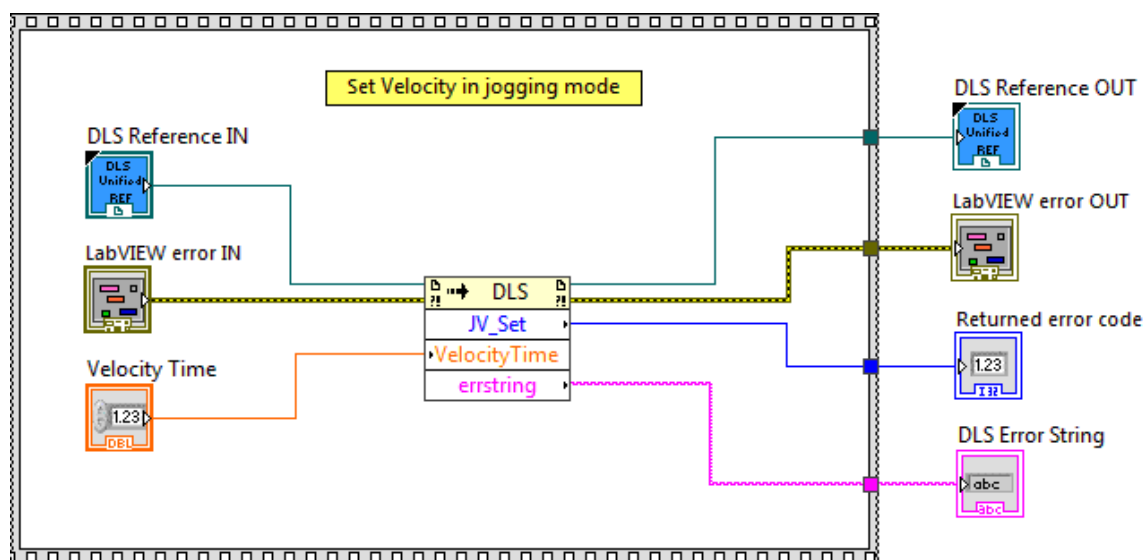 Set Velocity in jogging mode
DLS Reference IN
DLS
Unified
REF
LabVIEW error IN
Velocity Time
1.23
DBL
?!
DLS
?!
JV_Set
VelocityTime
errstring
DLS Reference OUT
DLS
Unified
REF
LabVIEW error OUT
Returned error code
1.23
I32
DLS Error String
abc
abc